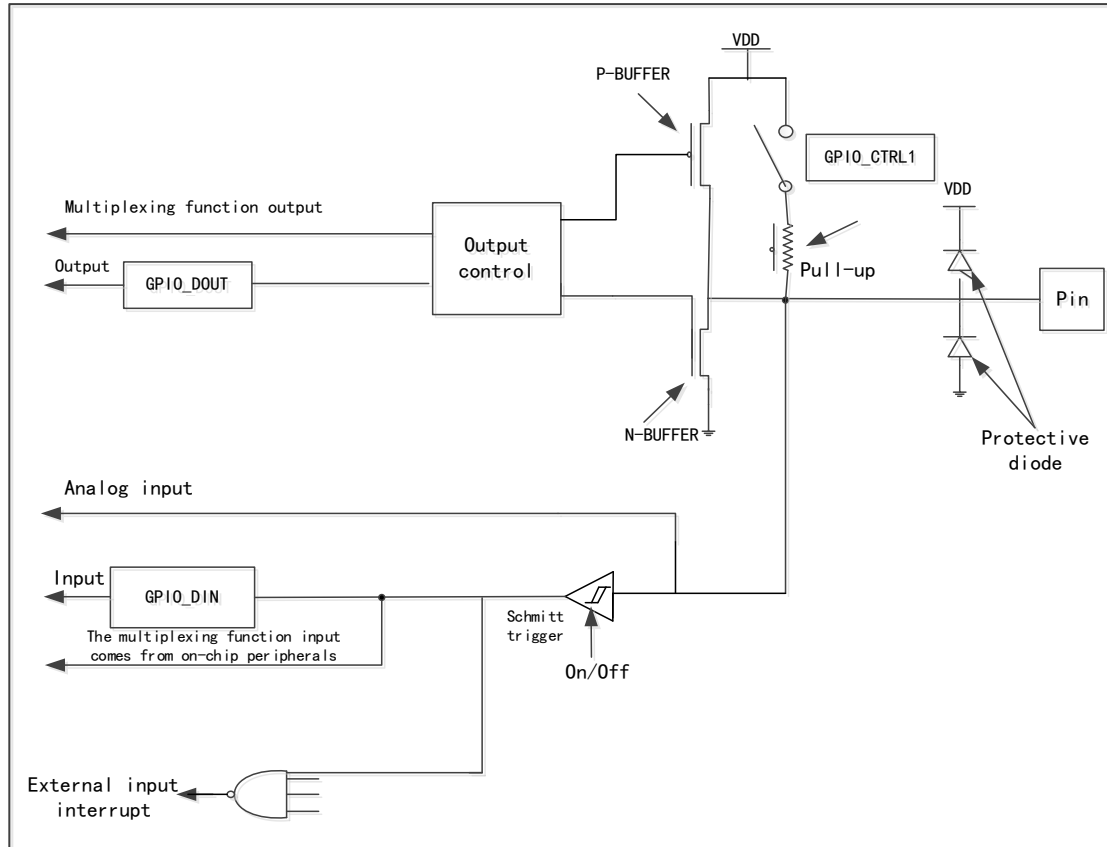 VDD
P-BUFFER
GPIO_CTRL1
VDD
Multiplexing function output
Output
control
Output
GPIO_DOUT
Pull-up
Pin
N-BUFFER
Protective
diode
Analog input
Input
GPIO_DIN
Schmitt
trigger
The multiplexing function input
comes from on-chip peripherals
On/Off
External input
interrupt